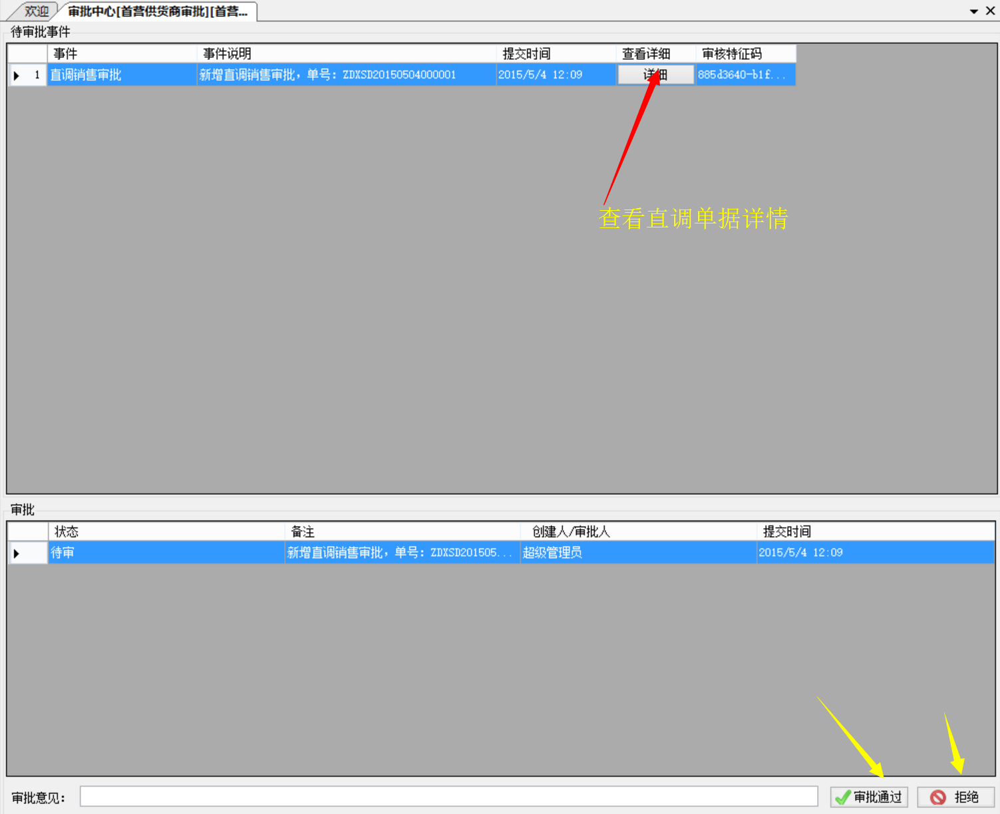 欢迎 审批中心[首营供货商审批][首营...
待审批事件
事件 事件说明 提交时间 查看详细 审核特征码
1 直调销售审批 新增直调销售审批，单号：ZDXSD20150504000001 2015/5/4 12:09 详细 885d3640-b1f...
查看直调单据详情
审批
状态 备注 创建人/审批人 提交时间
待审 新增直调销售审批，单号：ZDXSD201505... 超级管理员 2015/5/4 12:09
审批意见： 审批通过 拒绝